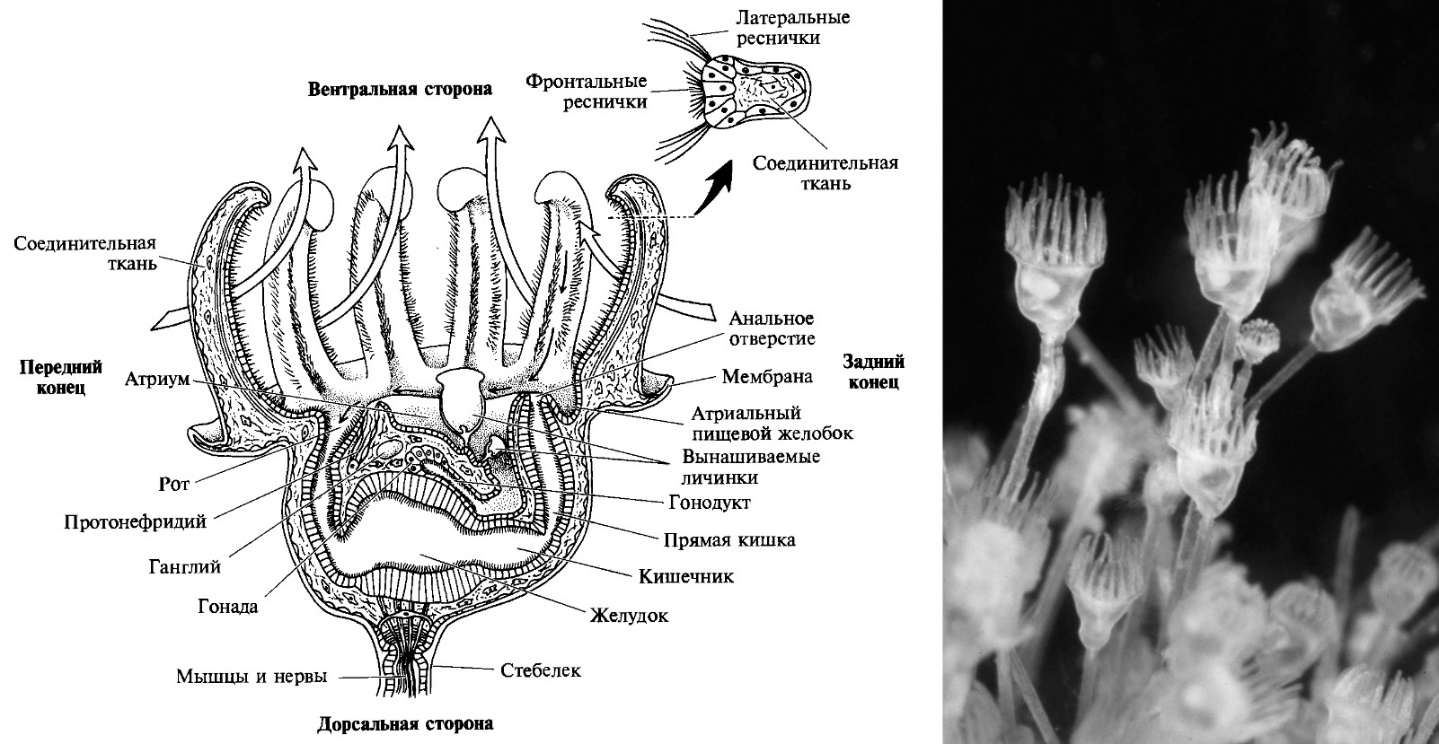 Латеральные
реснички
Вентральная сторона
Фронтальные
реснички
Соединительная
ткань
Соединительная
ткань
Передний
конец
Атриум
Рот
Протонефридий
Ганглий
Гонада
Мышцы и нервы
Анальное
отверстие
Задний
конец
Мембрана
Атриальный
пищевой желобок
Вынашиваемые
личинки
Гонодукт
Прямая кишка
Кишечник
Желудок
Стебелек
Дорсальная сторона